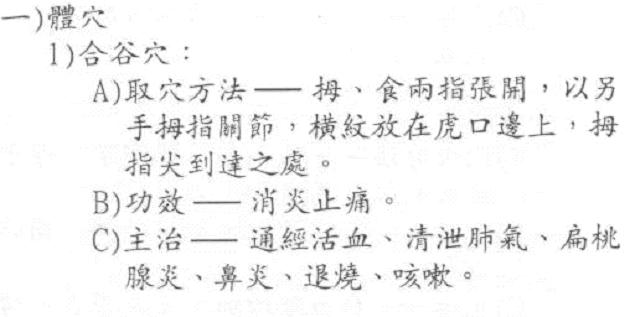 一)體穴
1)合谷穴：
A)取穴方法── 拇、食兩指張開，以另
手拇指關節，橫紋放在虎口邊上，拇
指尖到達之處。
B)功效── 消炎止痛。
C)主治── 通經活血、清泄肺氣、扁桃
腺炎、鼻炎、退燒、咳嗽。